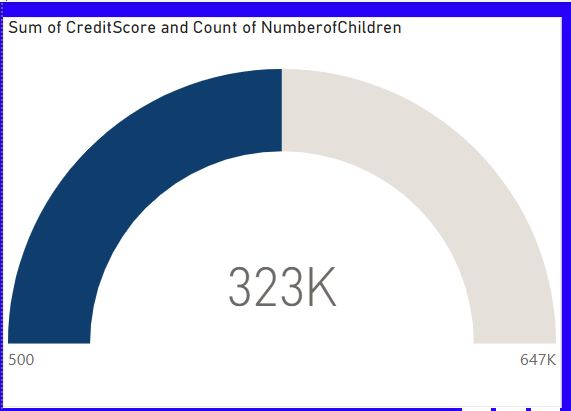 Sum of CreditScore and Count of NumberofChildren
323K
500
647K